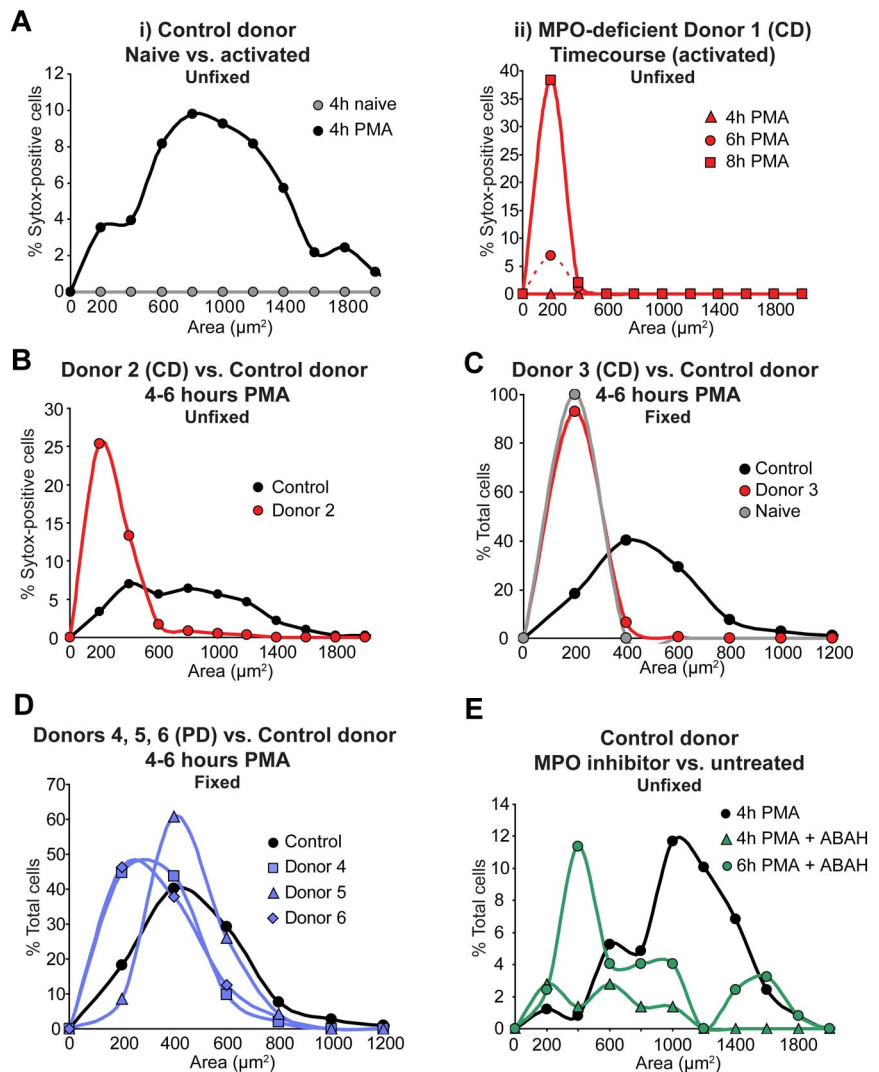 A
i) Control donor
Naive vs. activated
Unfixed
% Sytox-positive cells
12
10
8
6
4
2
0
4h naive
4h PMA
0 200 600 1000 1400 1800
Area (µm²)
ii) MPO-deficient Donor 1 (CD)
Timecourse (activated)
Unfixed
% Sytox-positive cells
40
35
30
25
20
15
10
5
0
4h PMA
6h PMA
8h PMA
0 200 600 1000 1400 1800
Area (µm²)
B
Donor 2 (CD) vs. Control donor
4-6 hours PMA
Unfixed
% Sytox-positive cells
30
25
20
15
10
5
0
Control
Donor 2
0 200 600 1000 1400 1800
Area (µm²)
C
Donor 3 (CD) vs. Control donor
4-6 hours PMA
Fixed
% Total cells
100
80
60
40
20
0
Control
Donor 3
Naive
0 200 400 600 800 1000 1200
Area (µm²)
D
Donors 4, 5, 6 (PD) vs. Control donor
4-6 hours PMA
Fixed
% Total cells
70
60
50
40
30
20
10
0
Control
Donor 4
Donor 5
Donor 6
0 200 400 600 800 1000 1200
Area (µm²)
E
Control donor
MPO inhibitor vs. untreated
Unfixed
% Total cells
14
12
10
8
6
4
2
0
4h PMA
4h PMA + ABAH
6h PMA + ABAH
0 200 600 1000 1400 1800
Area (µm²)